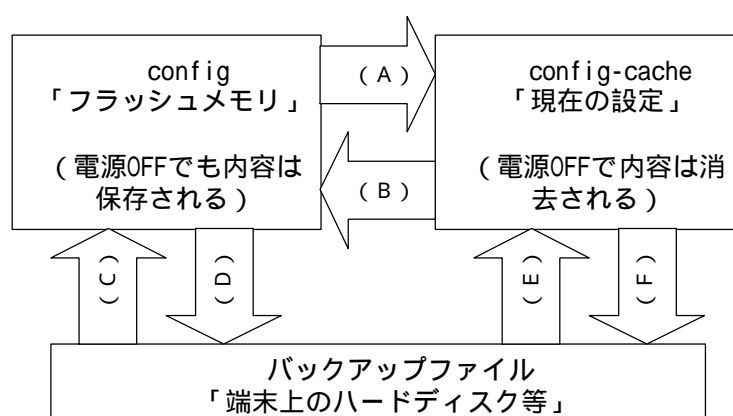 config
「フラッシュメモリ」
(電源OFFでも内容は
保存される)
(A)
(B)
config-cache
「現在の設定」
(電源OFFで内容は消
去される)
(C)
(D)
(E)
(F)
バックアップファイル
「端末上のハードディスク等」